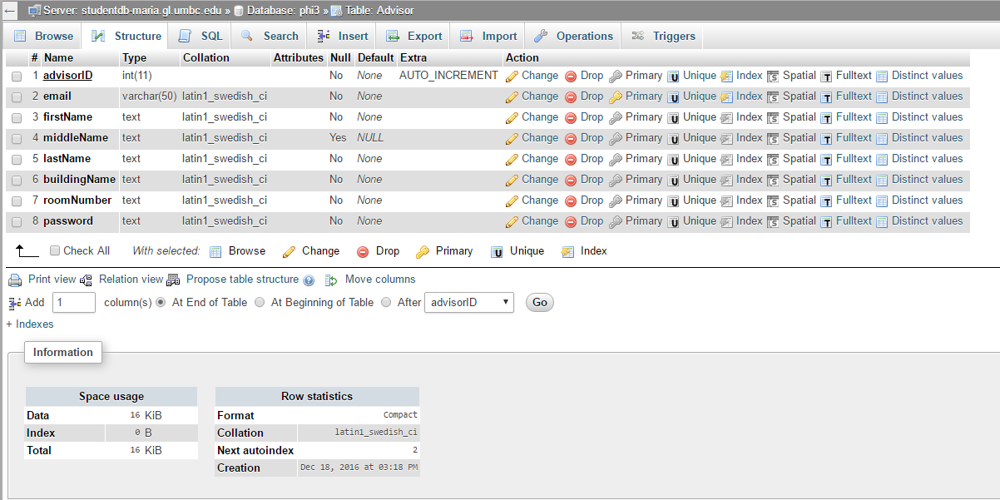 ← Server: studentdb-maria.gl.umbc.edu » Database: phi3 » Table: Advisor
Browse Structure SQL Search Insert Export Import Operations Triggers
# Name Type Collation Attributes Null Default Extra Action
1 advisorID int(11) No None AUTO_INCREMENT Change Drop Primary Unique Index Spatial Fulltext Distinct values
2 email varchar(50) latin1_swedish_ci No None Change Drop Primary Unique Index Spatial Fulltext Distinct values
3 firstName text latin1_swedish_ci No None Change Drop Primary Unique Index Spatial Fulltext Distinct values
4 middleName text latin1_swedish_ci Yes NULL Change Drop Primary Unique Index Spatial Fulltext Distinct values
5 lastName text latin1_swedish_ci No None Change Drop Primary Unique Index Spatial Fulltext Distinct values
6 buildingName text latin1_swedish_ci No None Change Drop Primary Unique Index Spatial Fulltext Distinct values
7 roomNumber text latin1_swedish_ci No None Change Drop Primary Unique Index Spatial Fulltext Distinct values
8 password text latin1_swedish_ci No None Change Drop Primary Unique Index Spatial Fulltext Distinct values
Check All With selected: Browse Change Drop Primary Unique Index
Print view Relation view Propose table structure Move columns
Add 1 column(s) At End of Table At Beginning of Table After advisorID Go
+ Indexes
Information
Space usage
Data 16 KiB
Index 0 B
Total 16 KiB
Row statistics
Format Compact
Collation latin1_swedish_ci
Next autoindex 2
Creation Dec 18, 2016 at 03:18 PM